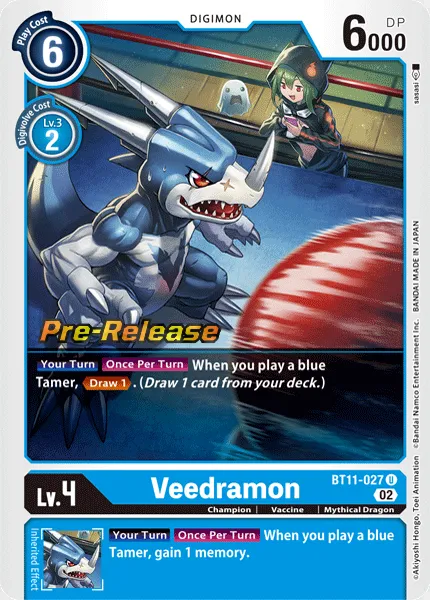 Play Cost
6
DIGIMON
6000
DP
Digivolve Cost
Lv.3
2
sasasi
Pre-Release
Your Turn Once Per Turn When you play a blue
Tamer, Draw 1. (Draw 1 card from your deck.)
©Akiyoshi Hongo, Toei Animation ©Bandai Namco Entertainment Inc. BANDAI MADE IN JAPAN
Lv.4
Veedramon
BT11-027 U
02
Champion | Vaccine | Mythical Dragon
Inherited Effect
Your Turn Once Per Turn When you play a blue
Tamer, gain 1 memory.